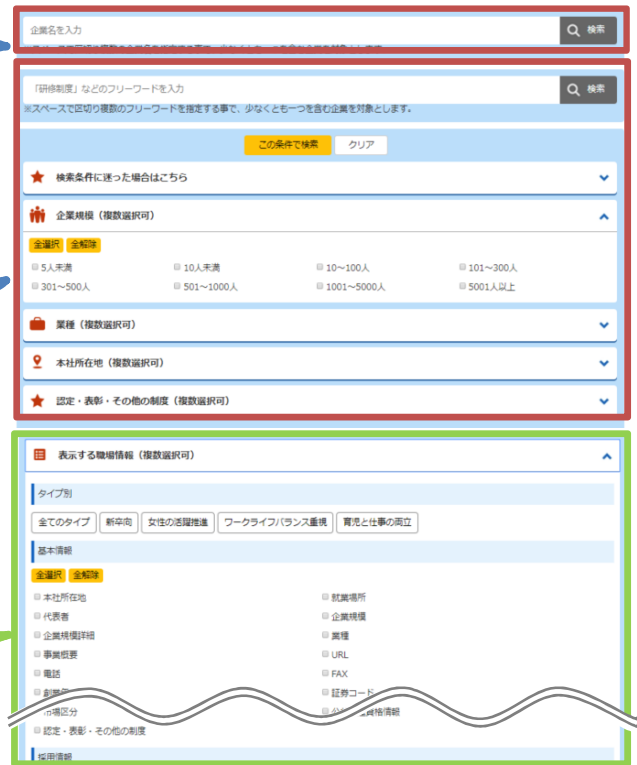 企業名を入力
検索
「研修制度」などのフリーワードを入力
検索
※スペースで区切り複数のフリーワードを指定する事で、少なくとも一つを含む企業を対象とします。
この条件で検索 クリア
検索条件に迷った場合はこちら
企業規模（複数選択可）
全選択 全解除
5人未満 10人未満 10～100人 101～300人
301～500人 501～1000人 1001～5000人 5001人以上
業種（複数選択可）
本社所在地（複数選択可）
認定・表彰・その他の制度（複数選択可）
表示する職場情報（複数選択可）
タイプ別
全てのタイプ 新卒向 女性の活躍推進 ワークライフバランス重視 育児と仕事の両立
基本情報
全選択 全解除
本社所在地 就業場所
代表者 企業規模
企業規模詳細 業種
事業概要 URL
電話 FAX
証券コード
市場区分
認定・表彰・その他の制度
採用情報